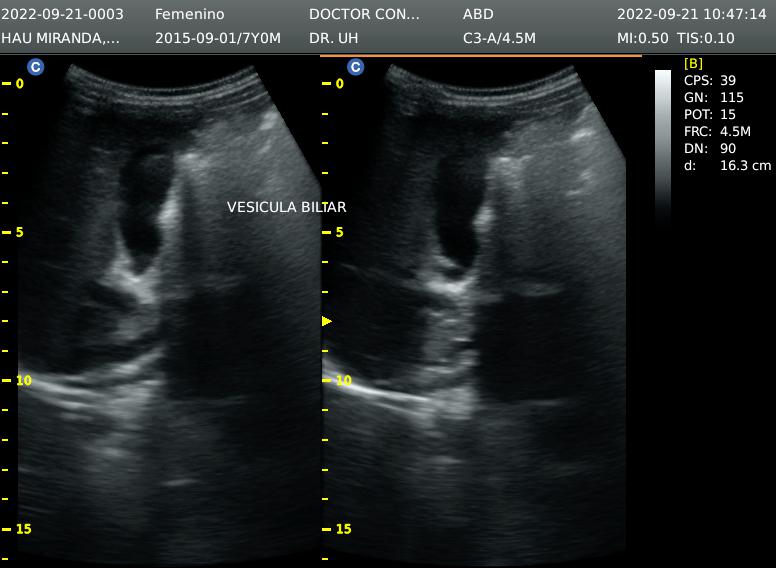 2022-09-21-0003 Femenino DOCTOR CON... ABD 2022-09-21 10:47:14
HAU MIRANDA,... 2015-09-01/7Y0M DR. UH C3-A/4.5M MI:0.50 TIS:0.10
C
C
[B]
CPS: 39
GN: 115
POT: 15
FRC: 4.5M
DN: 90
d: 16.3 cm
VESICULA BILIAR
0
5
10
15
0
5
10
15